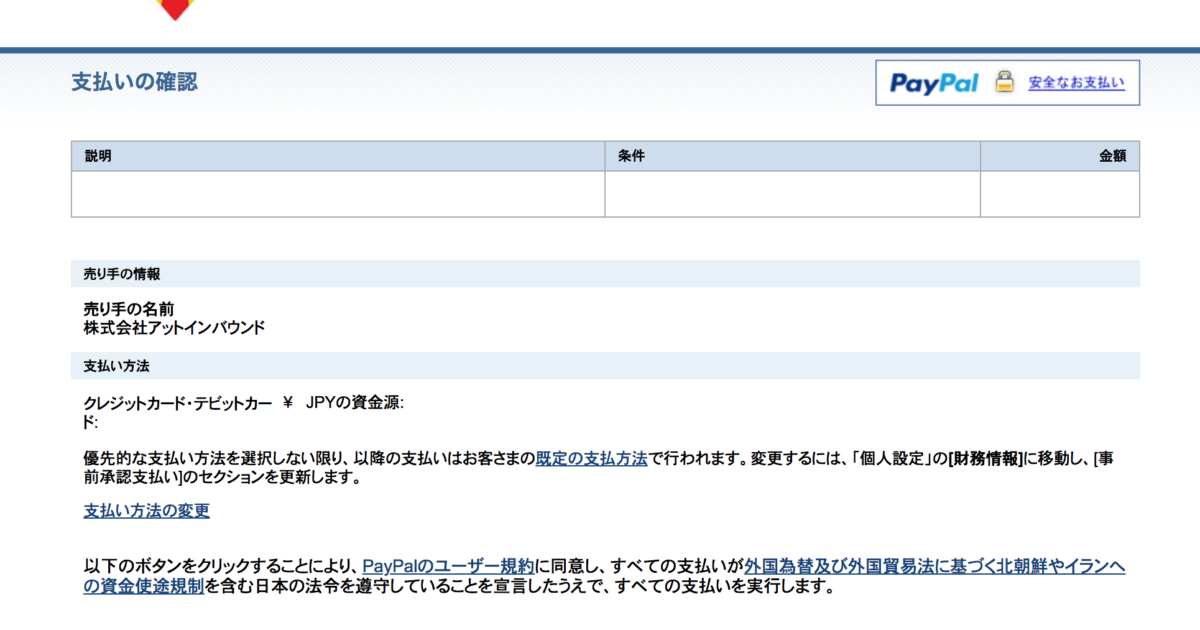 支払いの確認
PayPal 安全なお支払い
説明 条件 金額
売り手の情報
売り手の名前
株式会社アットインバウンド
支払い方法
クレジットカード・デビットカー ¥ JPYの資金源:
ド:
優先的な支払い方法を選択しない限り、以降の支払いはお客さまの既定の支払方法で行われます。変更するには、「個人設定」の[財務情報]に移動し、[事
前承認支払い]のセクションを更新します。
支払い方法の変更
以下のボタンをクリックすることにより、PayPalのユーザー規約に同意し、すべての支払いが外国為替及び外国貿易法に基づく北朝鮮やイランへ
の資金使途規制を含む日本の法令を遵守していることを宣言したうえで、すべての支払いを実行します。